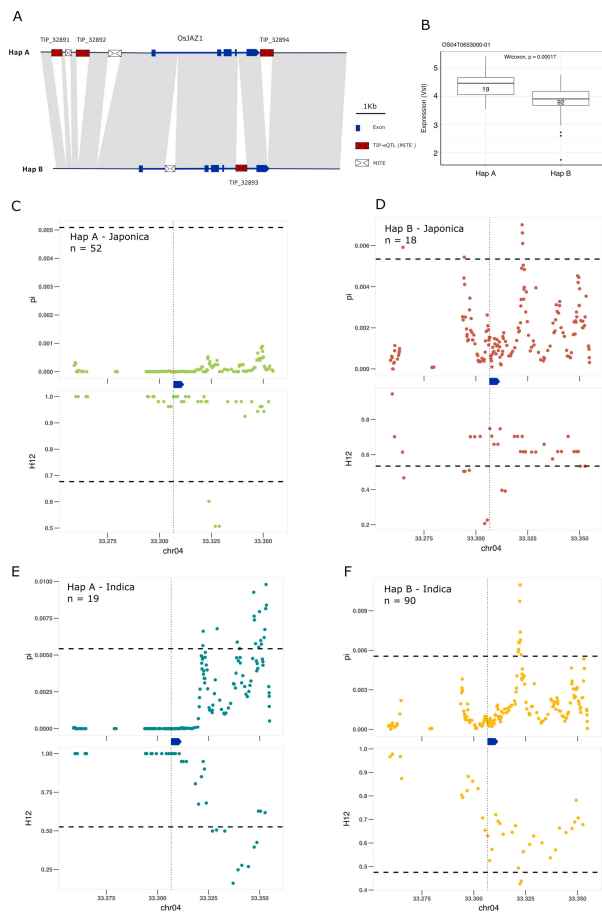 A
TIP_32891
TIP_32892
OsJAZ1
TIP_32894
Hap A
1Kb
Exon
TIP-eQTL (MITE)
MITE
Hap B
TIP_32893
B
OS04T0653000-01
Wilcoxon, p = 0.00017
Expression (Vst)
5
4
3
2
19
92
Hap A
Hap B
C
Hap A - Japonica
n = 52
pi
0.005
0.004
0.003
0.002
0.001
0.000
H12
1.0
0.9
0.8
0.7
0.6
0.5
33.275
33.300
33.325
33.350
chr04
D
Hap B - Japonica
n = 18
pi
0.006
0.004
0.002
0.000
H12
0.8
0.6
0.4
0.2
33.275
33.300
33.325
33.350
chr04
E
Hap A - Indica
n = 19
pi
0.0100
0.0075
0.0050
0.0025
0.000
H12
1.00
0.75
0.50
0.25
33.275
33.300
33.325
33.350
chr04
F
Hap B - Indica
n = 90
pi
0.009
0.006
0.003
0.000
H12
1.0
0.9
0.8
0.7
0.6
0.5
0.4
33.275
33.300
33.325
33.350
chr04